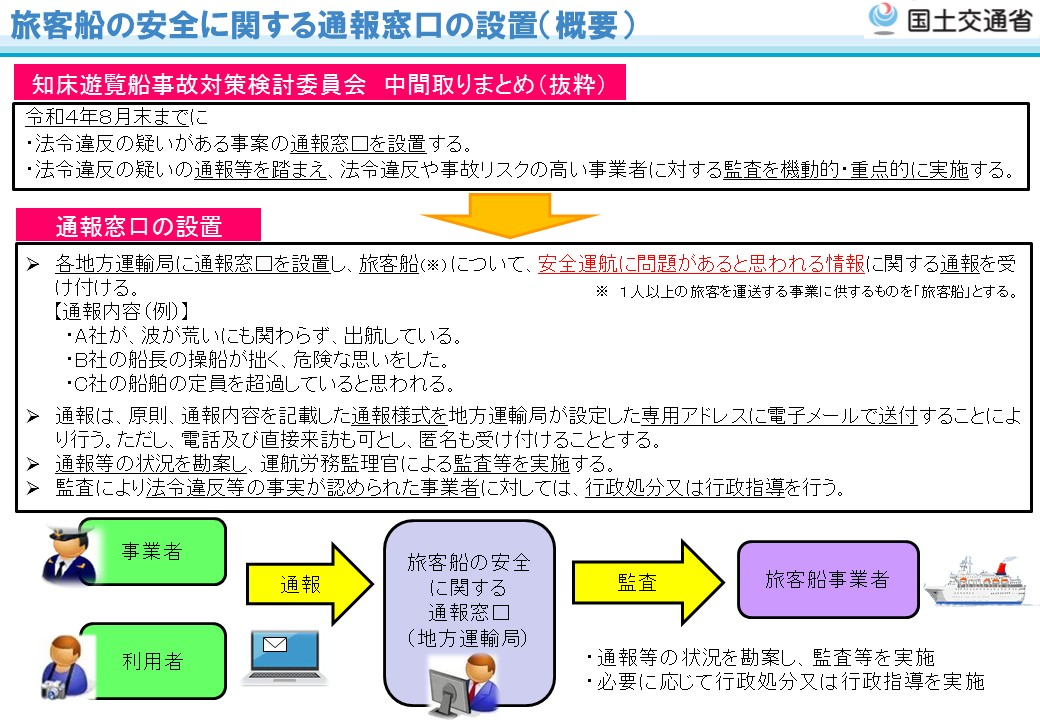 旅客船の安全に関する通報窓口の設置（概要）
国土交通省
知床遊覧船事故対策検討委員会　中間取りまとめ（抜粋）
令和４年８月末までに
・法令違反の疑いがある事案の通報窓口を設置する。
・法令違反の疑いの通報等を踏まえ、法令違反や事故リスクの高い事業者に対する監査を機動的・重点的に実施する。
通報窓口の設置
➢ 各地方運輸局に通報窓口を設置し、旅客船（※）について、安全運航に問題があると思われる情報に関する通報を受
け付ける。
※　１人以上の旅客を運送する事業に供するものを「旅客船」とする。
【通報内容（例）】
・A社が、波が荒いにも関わらず、出航している。
・B社の船長の操船が拙く、危険な思いをした。
・C社の船舶の定員を超過していると思われる。
➢ 通報は、原則、通報内容を記載した通報様式を地方運輸局が設定した専用アドレスに電子メールで送付することによ
り行う。ただし、電話及び直接来訪も可とし、匿名も受け付けることとする。
➢ 通報等の状況を勘案し、運航労務監理官による監査等を実施する。
➢ 監査により法令違反等の事実が認められた事業者に対しては、行政処分又は行政指導を行う。
事業者
利用者
通報
旅客船の安全
に関する
通報窓口
（地方運輸局）
監査
旅客船事業者
・通報等の状況を勘案し、監査等を実施
・必要に応じて行政処分又は行政指導を実施